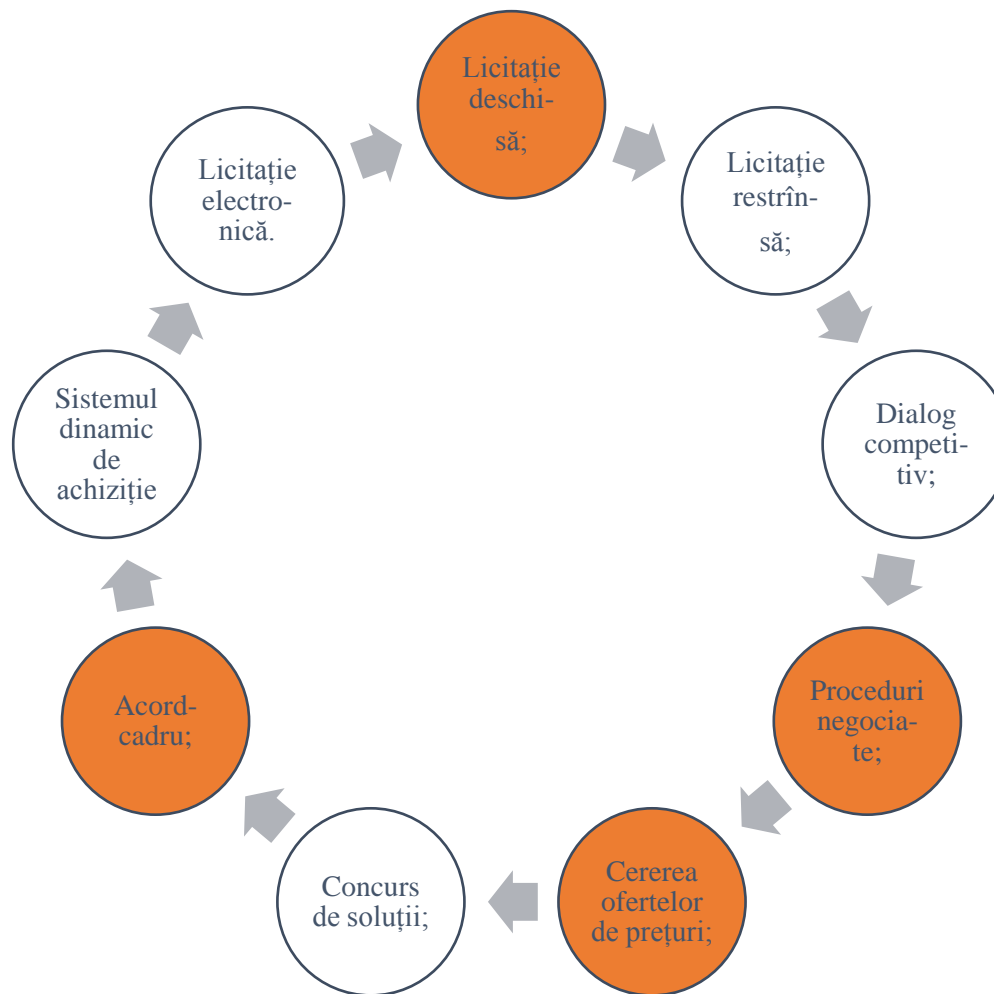 Licitație
deschi-
să;
Licitație
restrîn-
să;
Dialog
competi-
tiv;
Proceduri
negocia-
te;
Cererea
ofertelor
de prețuri;
Concurs
de soluții;
Acord-
cadru;
Sistemul
dinamic
de
achiziție
Licitație
electro-
nică.